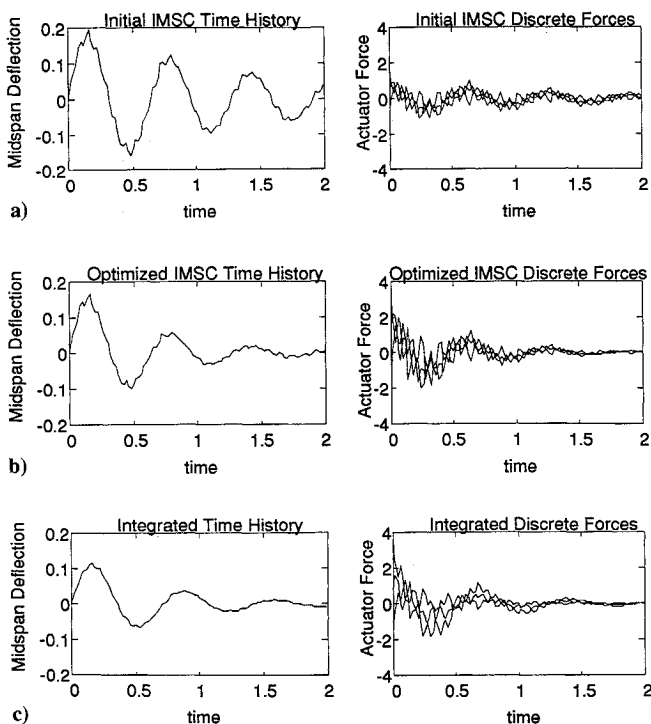 Initial IMSC Time History
Midspan Deflection
0.2
0.1
0
-0.1
-0.2
0 0.5 1 1.5 2
time
a)
Initial IMSC Discrete Forces
Actuator Force
4
2
0
-2
-4
0 0.5 1 1.5 2
time
Optimized IMSC Time History
Midspan Deflection
0.2
0.1
0
-0.1
-0.2
0 0.5 1 1.5 2
time
b)
Optimized IMSC Discrete Forces
Actuator Force
4
2
0
-2
-4
0 0.5 1 1.5 2
time
Integrated Time History
Midspan Deflection
0.2
0.1
0
-0.1
-0.2
0 0.5 1 1.5 2
time
c)
Integrated Discrete Forces
Actuator Force
4
2
0
-2
-4
0 0.5 1 1.5 2
time